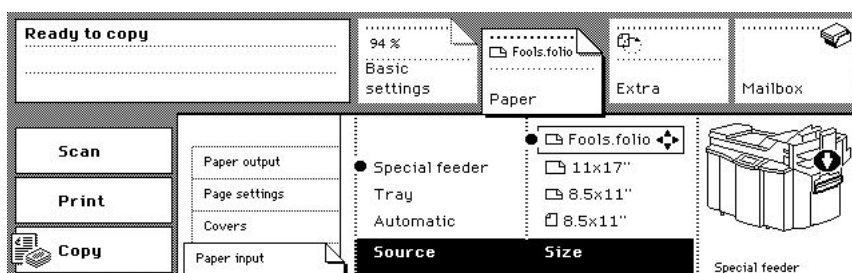 Ready to copy
94 %
Basic
settings
Fools.folio
Paper
Extra
Mailbox
Scan
Print
Copy
Paper output
Page settings
Covers
Paper input
Special feeder
Tray
Automatic
Source
Fools.folio
11x17"
8.5x11"
8.5x11"
Size
Special feeder